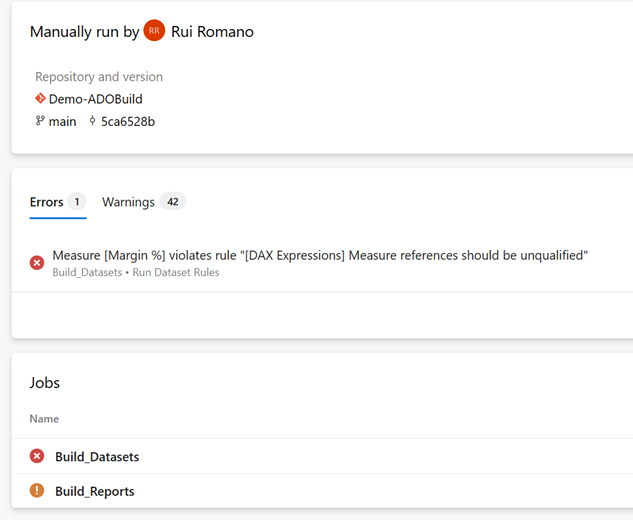 Manually run by RR Rui Romano
Repository and version
Demo-ADOBuild
main 5ca6528b
Errors 1 Warnings 42
Measure [Margin %] violates rule "[DAX Expressions] Measure references should be unqualified"
Build_Datasets • Run Dataset Rules
Jobs
Name
Build_Datasets
Build_Reports